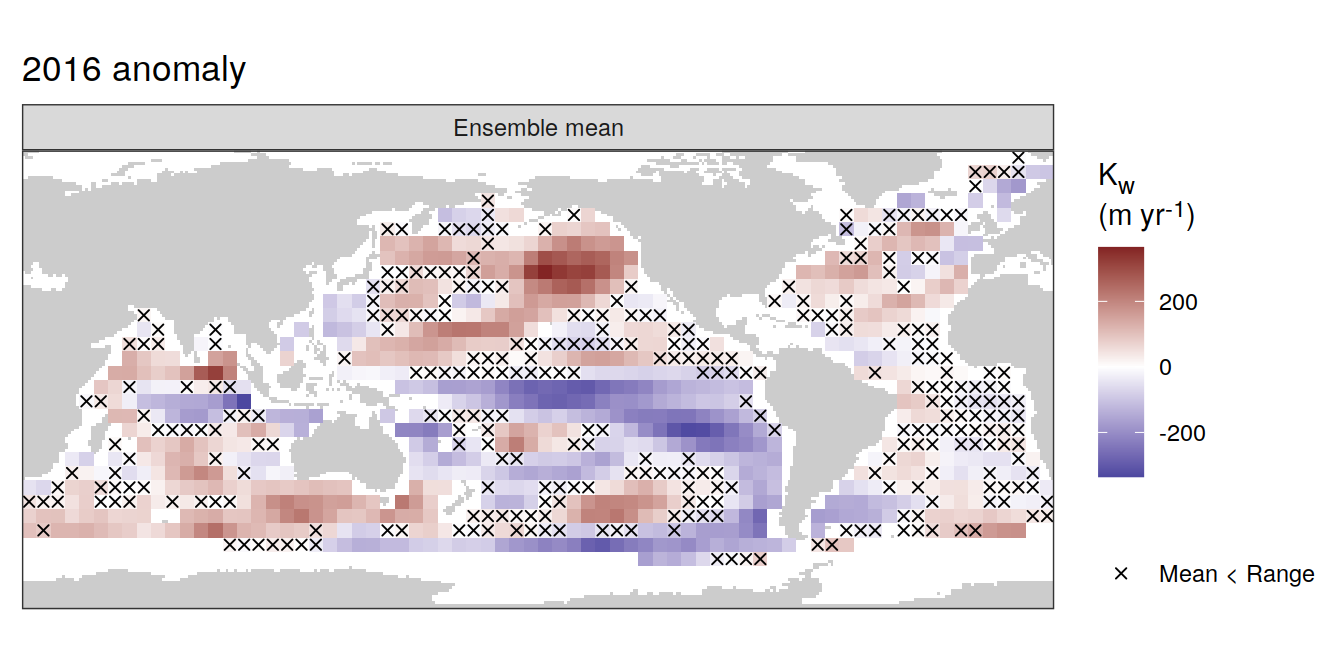 2016 anomaly
Ensemble mean
Kw
(m yr-1)
200
0
-200
× Mean < Range